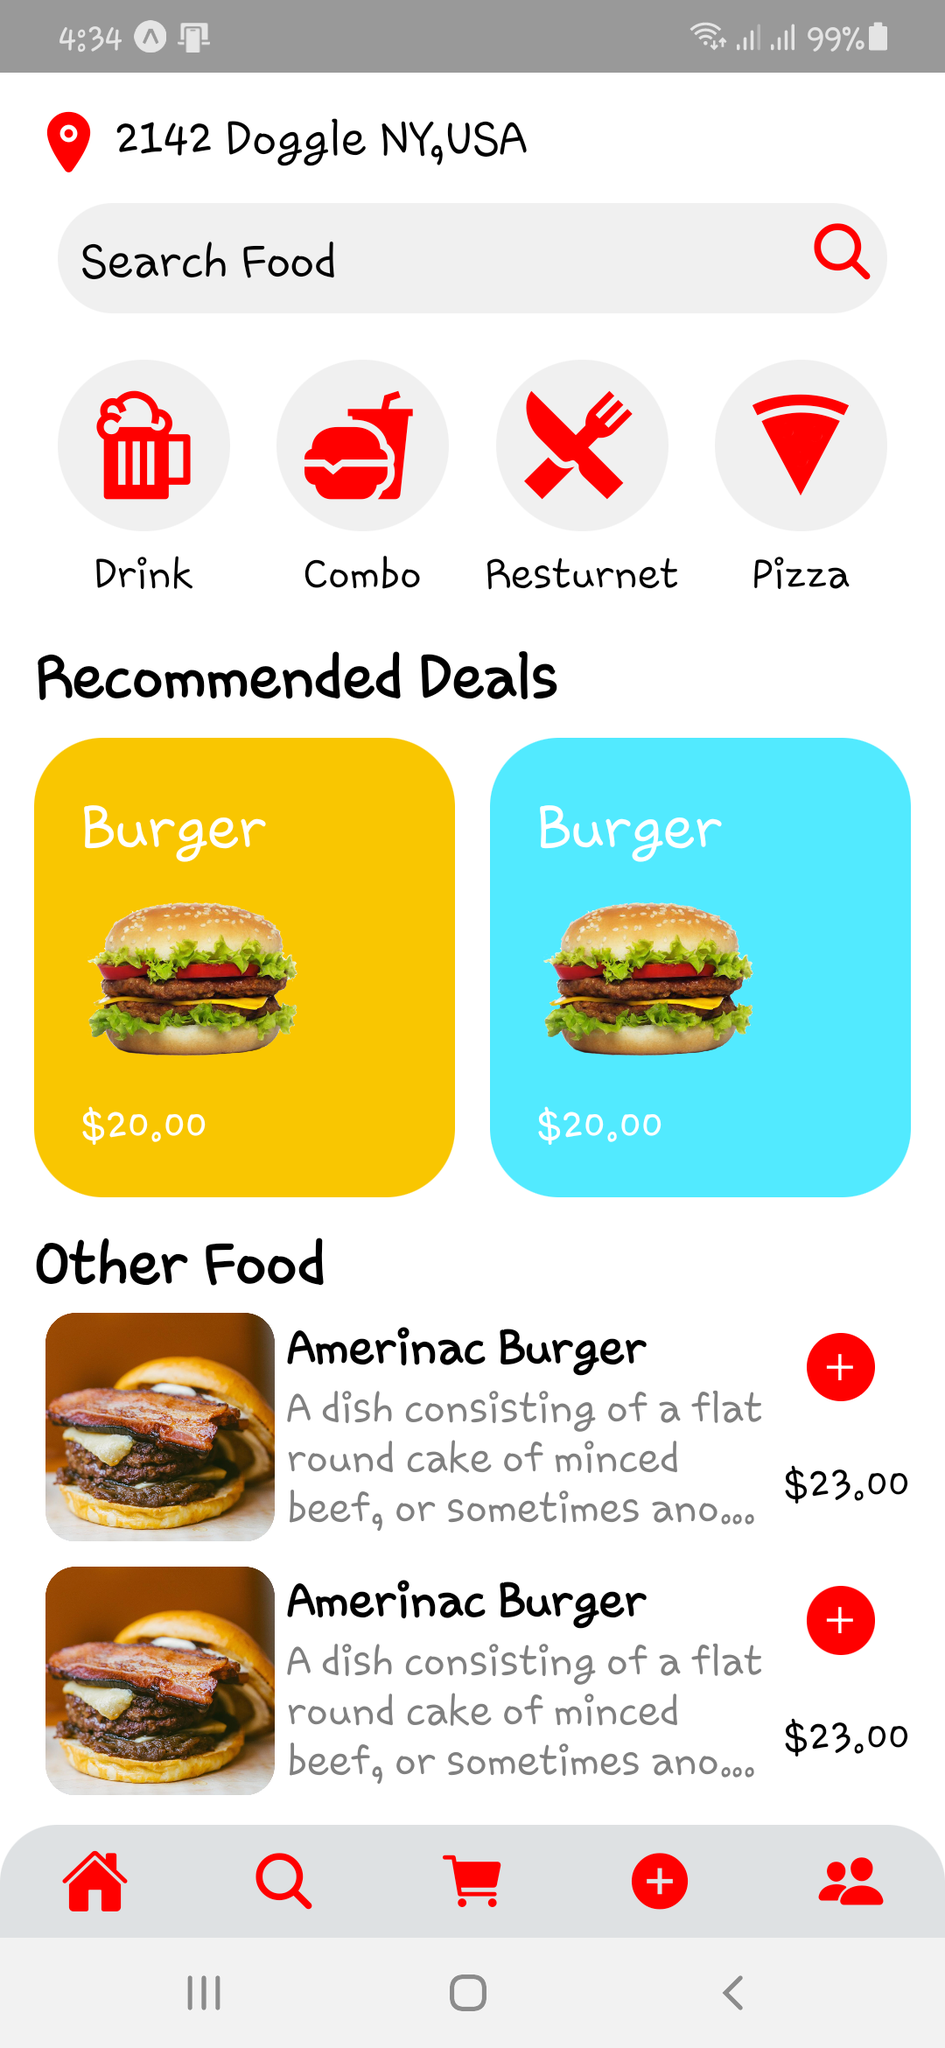 4:34 99%
2142 Doggle NY,USA
Search Food
Drink Combo Resturnet Pizza
Recommended Deals
Burger Burger
$20.00 $20.00
Other Food
Amerinac Burger
A dish consisting of a flat
round cake of minced
beef, or sometimes ano...
$23.00
Amerinac Burger
A dish consisting of a flat
round cake of minced
beef, or sometimes ano...
$23.00